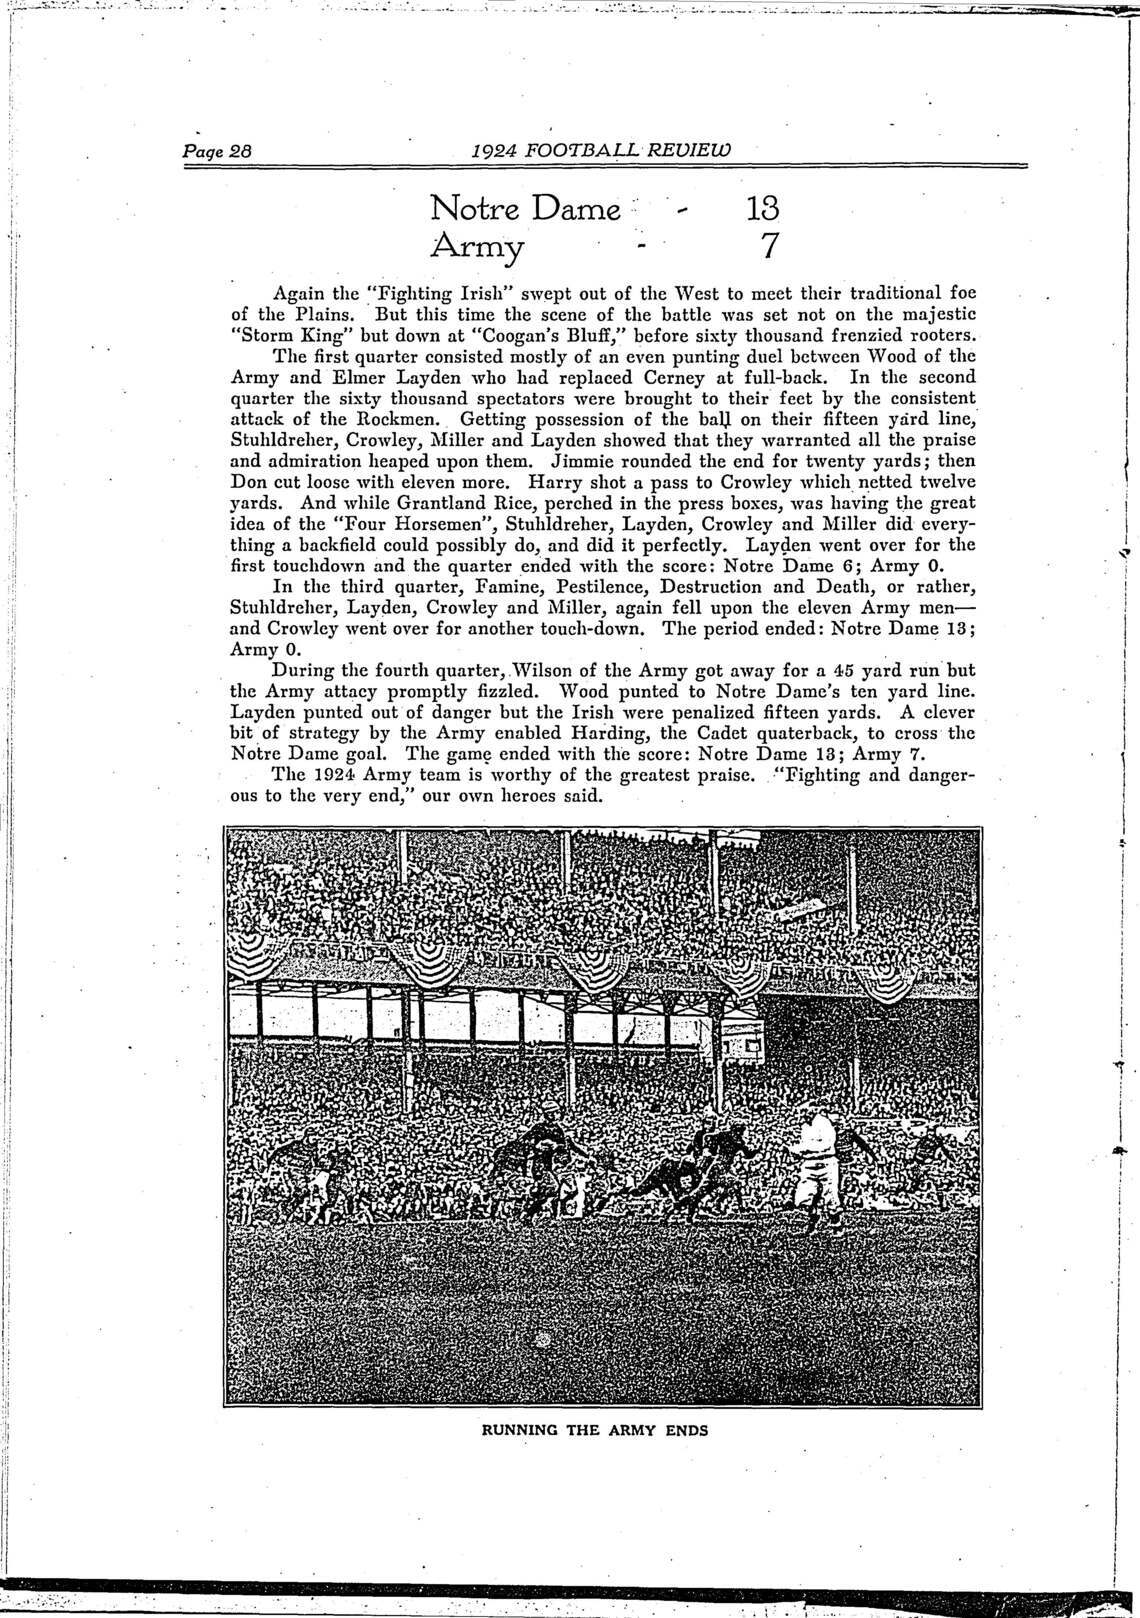 Page 28
1924 FOOTBALL REVIEW
Notre Dame - 13
Army - 7
Again the "Fighting Irish" swept out of the West to meet their traditional foe
of the Plains. But this time the scene of the battle was set not on the majestic
"Storm King" but down at "Coogan's Bluff," before sixty thousand frenzied rooters.
The first quarter consisted mostly of an even punting duel between Wood of the
Army and Elmer Layden who had replaced Cerney at full-back. In the second
quarter the sixty thousand spectators were brought to their feet by the consistent
attack of the Rockmen. Getting possession of the ball on their fifteen yard line,
Stuhldreher, Crowley, Miller and Layden showed that they warranted all the praise
and admiration heaped upon them. Jimmie rounded the end for twenty yards; then
Don cut loose with eleven more. Harry shot a pass to Crowley which netted twelve
yards. And while Grantland Rice, perched in the press boxes, was having the great
idea of the "Four Horsemen", Stuhldreher, Layden, Crowley and Miller did every-
thing a backfield could possibly do, and did it perfectly. Layden went over for the
first touchdown and the quarter ended with the score: Notre Dame 6; Army 0.
In the third quarter, Famine, Pestilence, Destruction and Death, or rather,
Stuhldreher, Layden, Crowley and Miller, again fell upon the eleven Army men—
and Crowley went over for another touch-down. The period ended: Notre Dame 13;
Army 0.
During the fourth quarter, Wilson of the Army got away for a 45 yard run but
the Army attacy promptly fizzled. Wood punted to Notre Dame's ten yard line.
Layden punted out of danger but the Irish were penalized fifteen yards. A clever
bit of strategy by the Army enabled Harding, the Cadet quaterback, to cross the
Notre Dame goal. The game ended with the score: Notre Dame 13; Army 7.
The 1924 Army team is worthy of the greatest praise. "Fighting and danger-
ous to the very end," our own heroes said.
RUNNING THE ARMY ENDS